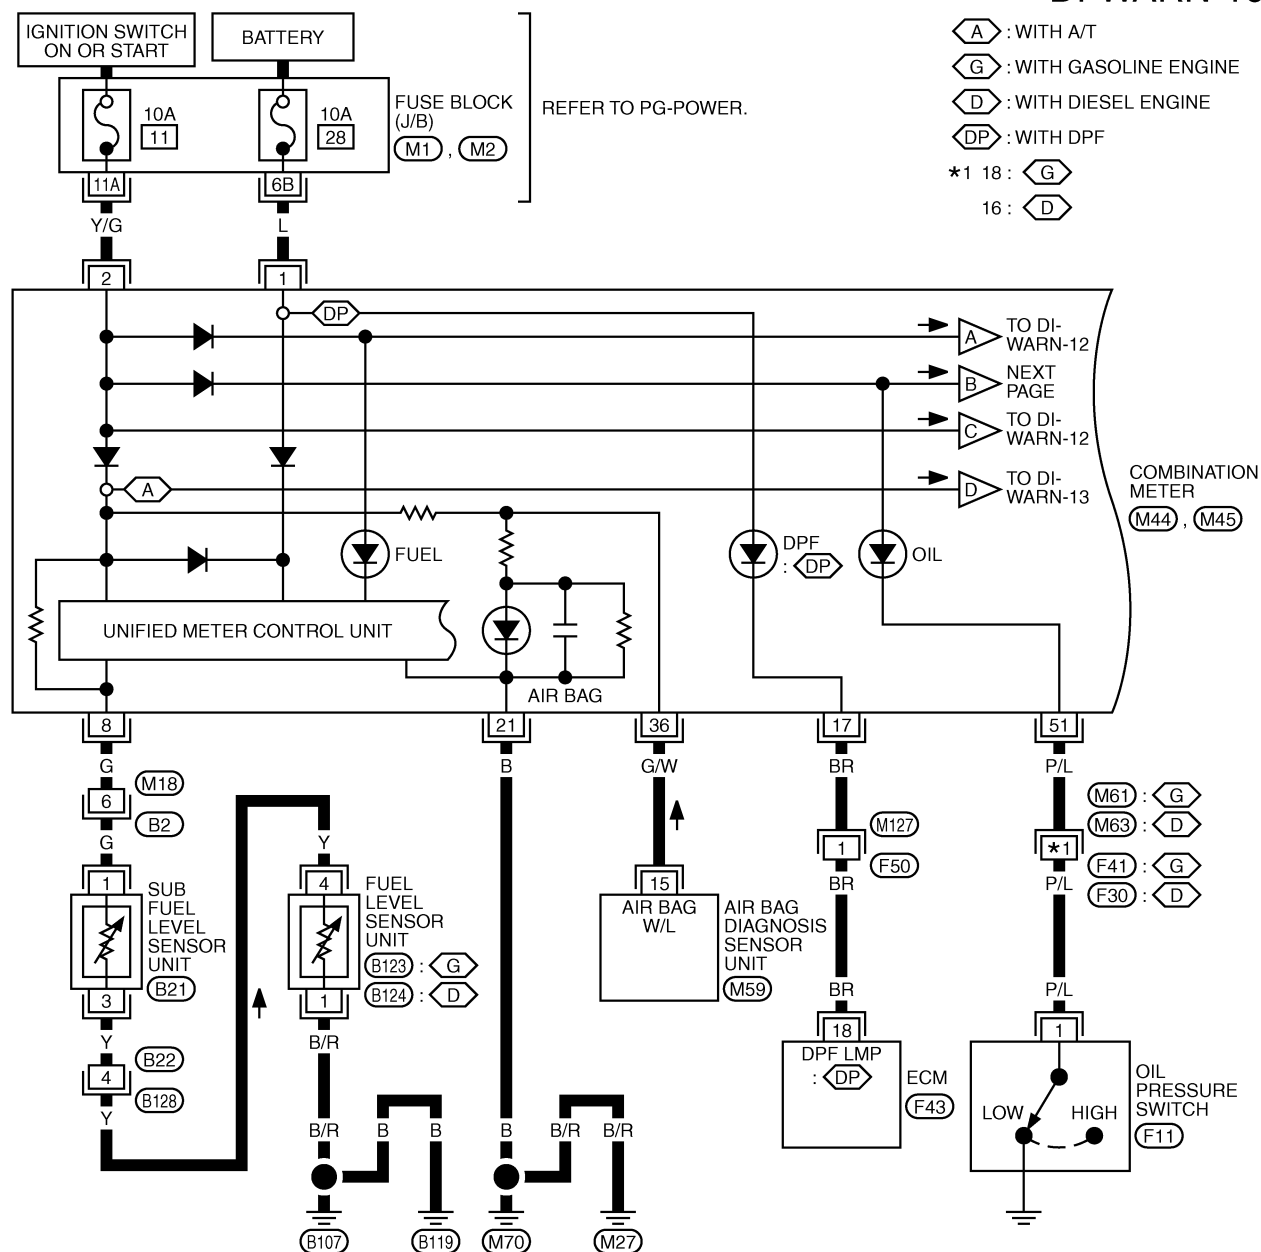 IGNITION SWITCH
ON OR START
BATTERY
10A
11
10A
28
FUSE BLOCK
(J/B)
M1 , M2
REFER TO PG-POWER.
A : WITH A/T
G : WITH GASOLINE ENGINE
D : WITH DIESEL ENGINE
DP : WITH DPF
*1 18 : G
16 : D
11A
6B
Y/G
L
2
1
DP
A
TO DI-
WARN-12
B
NEXT
PAGE
C
TO DI-
WARN-12
A
D
TO DI-
WARN-13
COMBINATION
METER
M44 , M45
FUEL
DPF
: DP
OIL
UNIFIED METER CONTROL UNIT
AIR BAG
8
21
36
17
51
G
B
G/W
BR
P/L
M18
6
B2
G
Y
M127
1
F50
BR
M61 : G
M63 : D
*1
F41 : G
F30 : D
P/L
1
SUB
FUEL
LEVEL
SENSOR
UNIT
B21
3
4
FUEL
LEVEL
SENSOR
UNIT
B123 : G
B124 : D
1
15
AIR BAG
W/L
AIR BAG
DIAGNOSIS
SENSOR
UNIT
M59
BR
P/L
Y
B22
4
B128
Y
B/R
18
DPF LMP
: DP
ECM
F43
1
LOW
HIGH
OIL
PRESSURE
SWITCH
F11
B/R
B
B
B
B/R
B/R
B107
B119
M70
M27